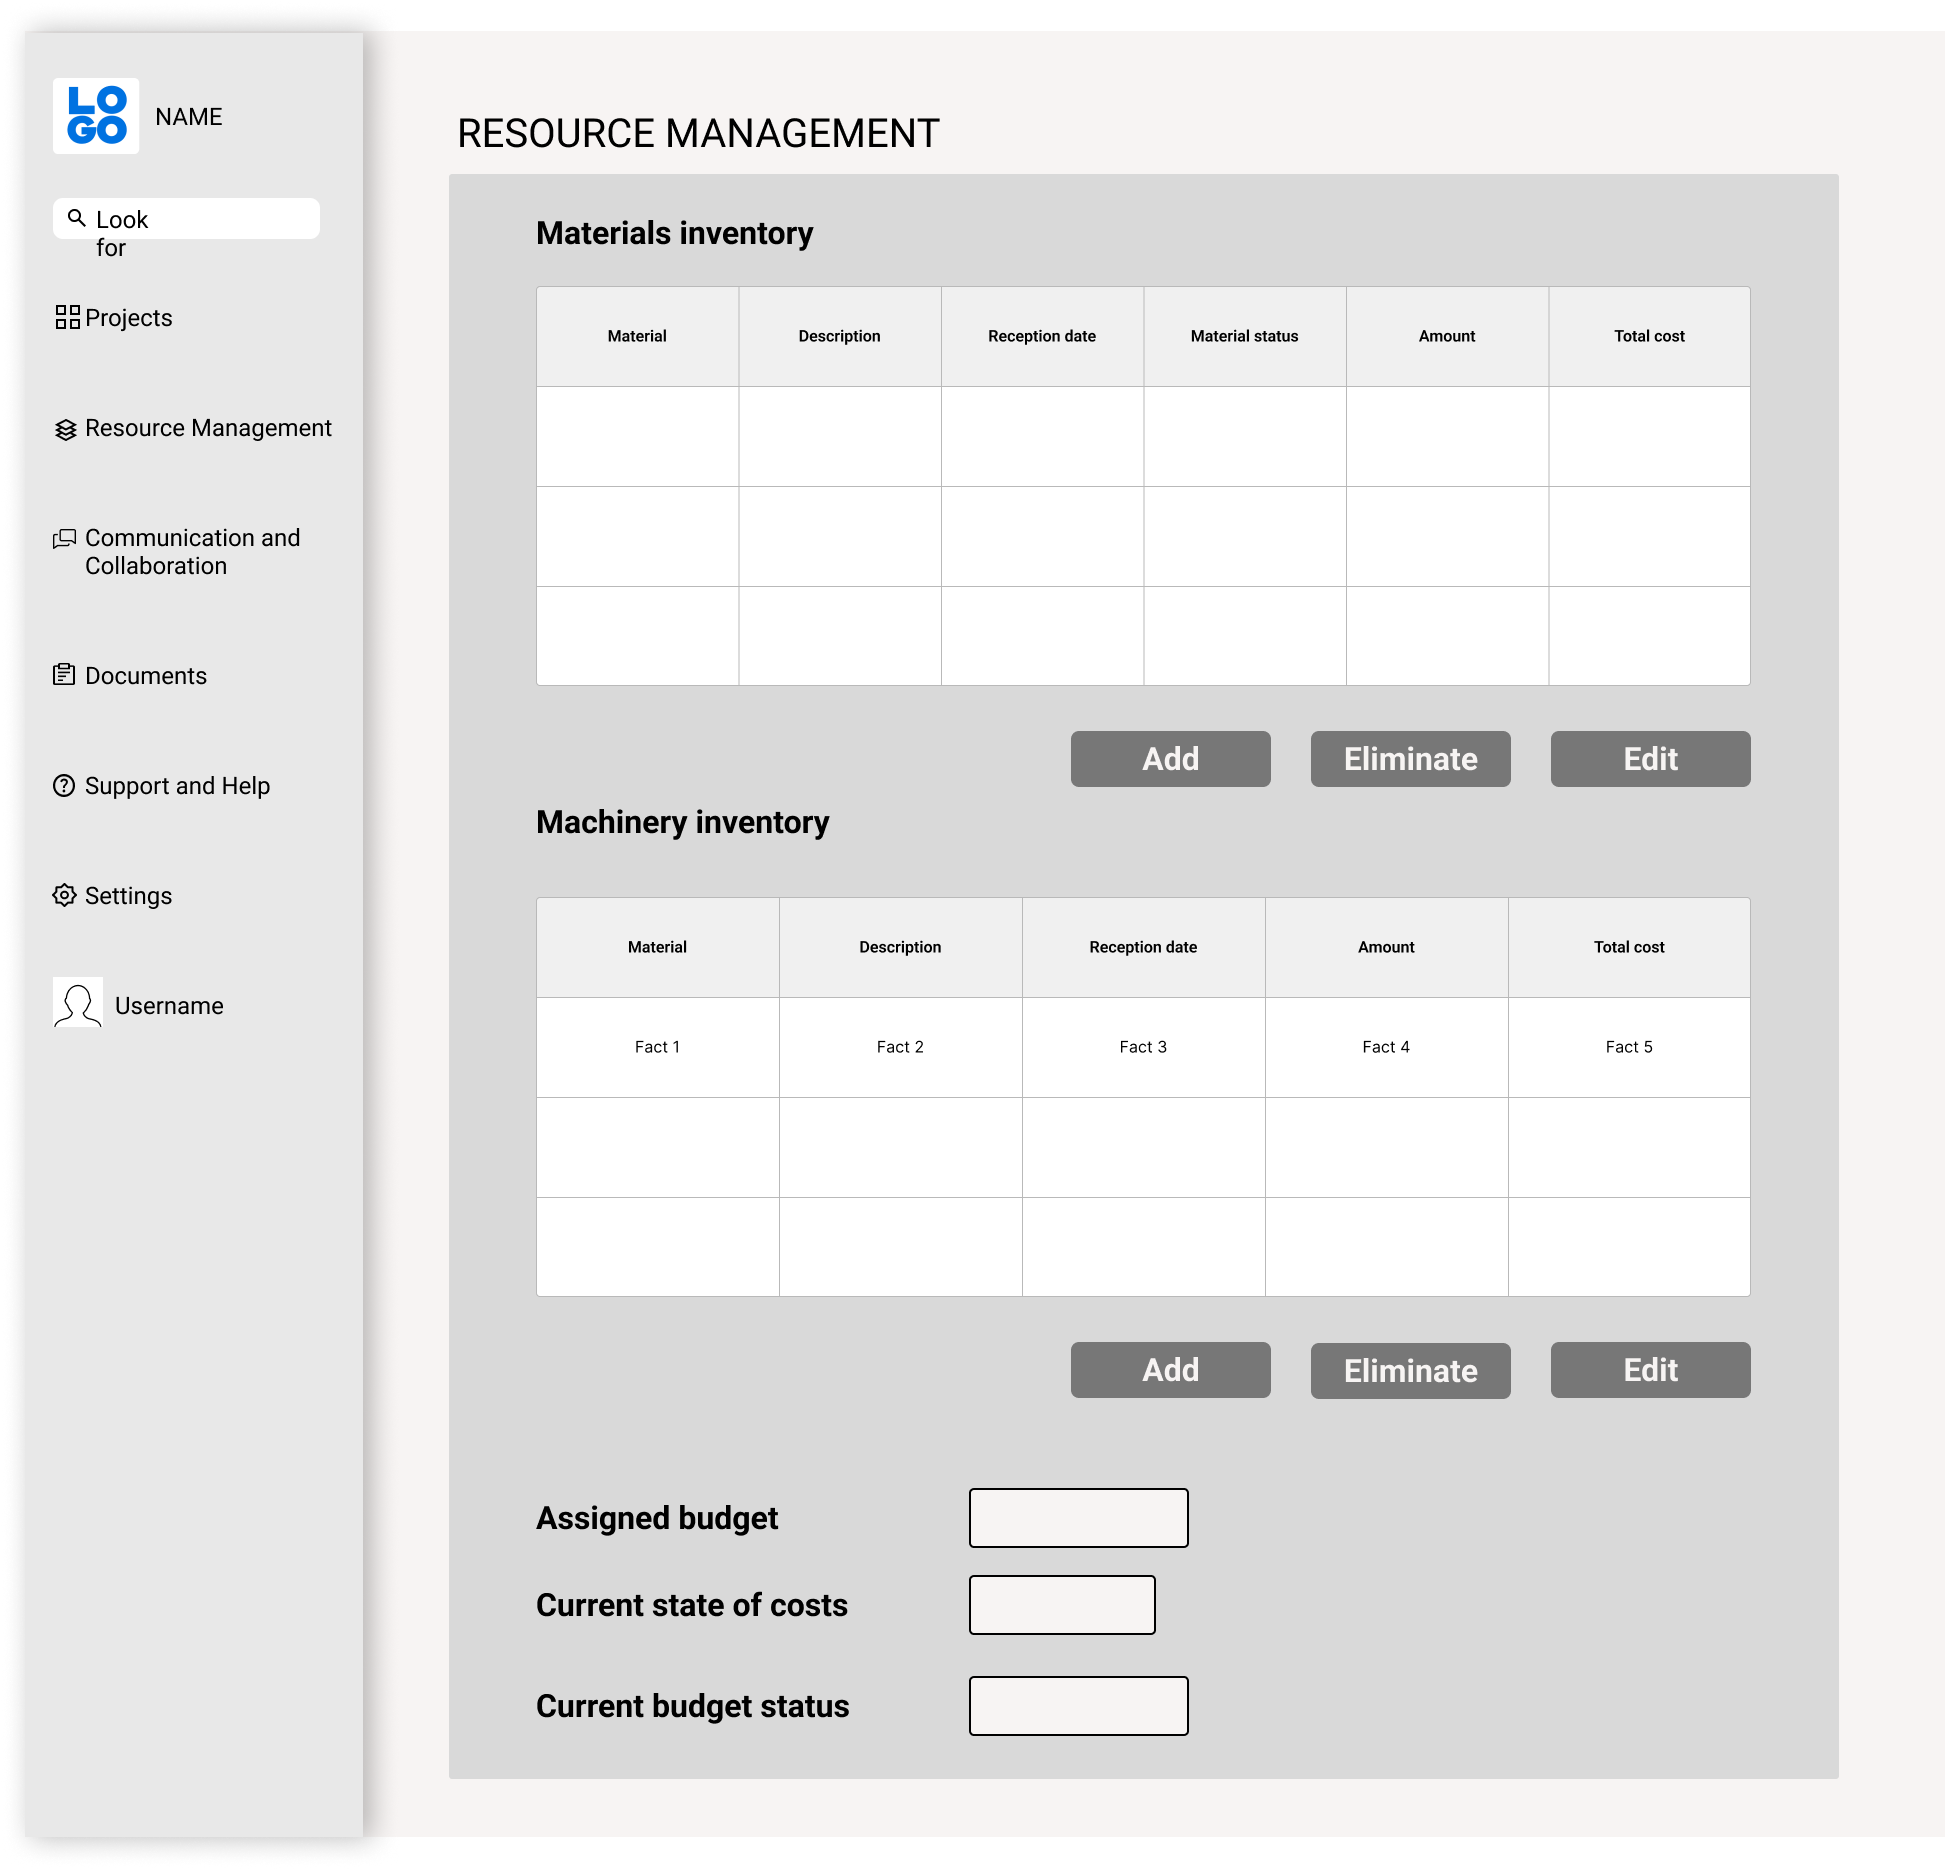 LO
GO
NAME
Look
for
Projects
Resource Management
Communication and
Collaboration
Documents
Support and Help
Settings
Username
RESOURCE MANAGEMENT
Materials inventory
Material Description Reception date Material status Amount Total cost
Add Eliminate Edit
Machinery inventory
Material Description Reception date Amount Total cost
Fact 1 Fact 2 Fact 3 Fact 4 Fact 5
Add Eliminate Edit
Assigned budget
Current state of costs
Current budget status